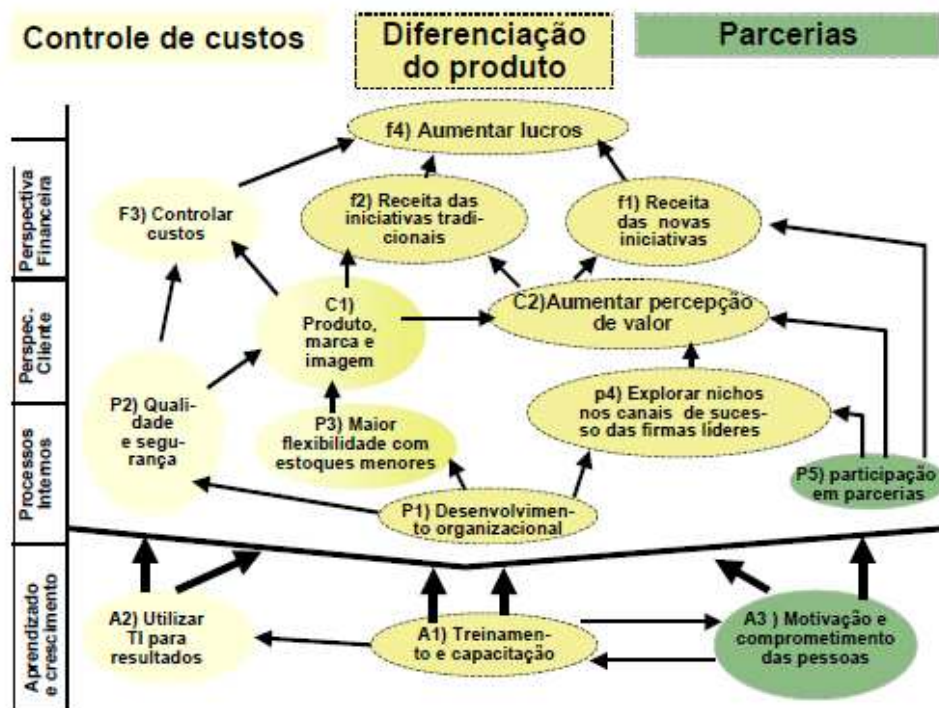 Controle de custos
Diferenciação
do produto
Parcerias
Perspectiva
Financeira
f4) Aumentar lucros
F3) Controlar
custos
f2) Receita das
iniciativas tradi-
cionais
f1) Receita
das novas
iniciativas
Perspec.
Cliente
C1)
Produto,
marca e
imagem
C2)Aumentar percepção
de valor
Processos
Internos
P2) Quali-
dade
e segu-
rança
P3) Maior
flexibilidade com
estoques menores
p4) Explorar nichos
nos canais de suces-
so das firmas líderes
P5) participação
em parcerias
P1) Desenvolvim-
ento organizacional
Aprendizado
e crescimento
A2) Utilizar
TI para
resultados
A1) Treinamen-
to e capacitação
A3 ) Motivação e
comprometimento
das pessoas